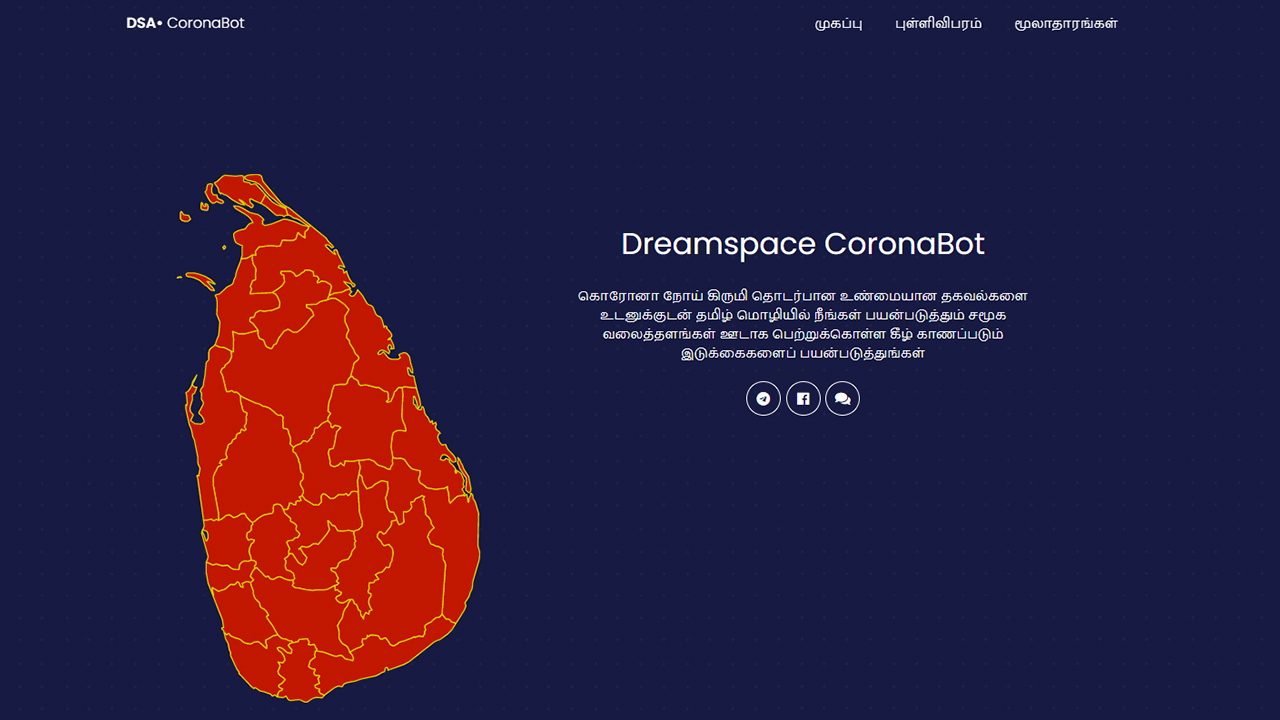 DSA• CoronaBot
முகப்பு புள்ளிவிபரம் மூலாதாரங்கள்
Dreamspace CoronaBot
கொரோனா நோய் கிருமி தொடர்பான உண்மையான தகவல்களை
உடனுக்குடன் தமிழ் மொழியில் நீங்கள் பயன்படுத்தும் சமூக
வலைத்தளங்கள் ஊடாக பெற்றுக்கொள்ள கீழ் காணப்படும்
இடுக்கைகளைப் பயன்படுத்துங்கள்